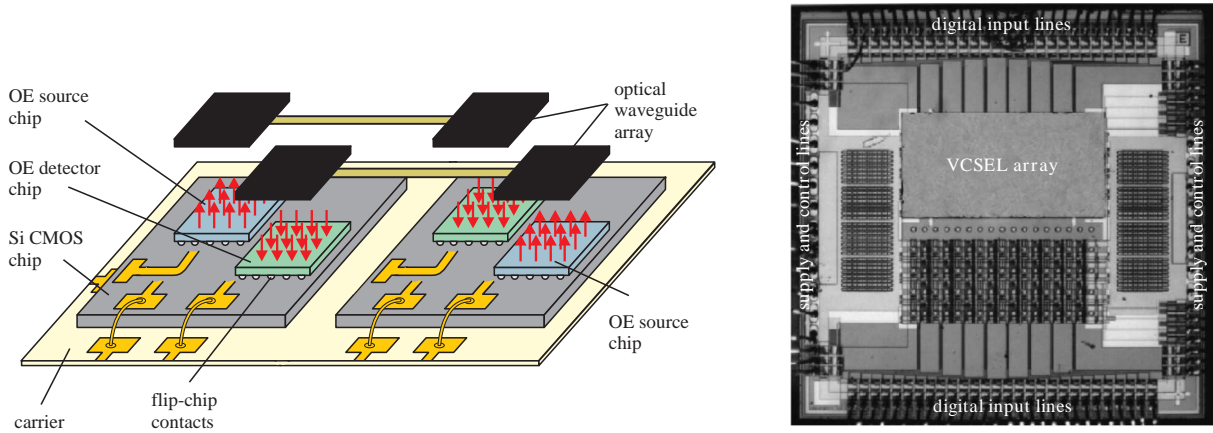 OE source
chip
OE detector
chip
Si CMOS
chip
carrier
flip-chip
contacts
optical
waveguide
array
OE source
chip
digital input lines
supply and control lines
VCSEL array
supply and control lines
digital input lines
E